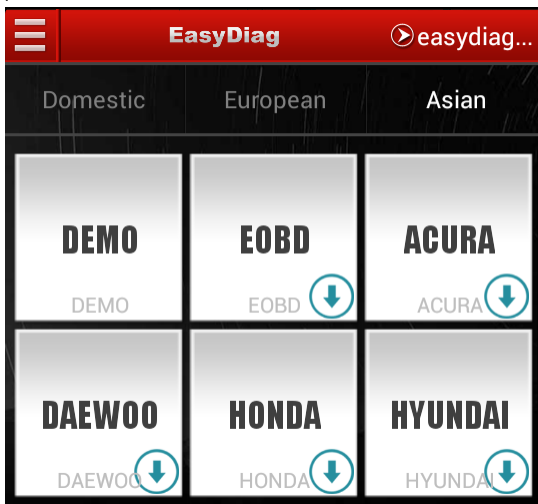 EasyDiag
easydiag...
Domestic European Asian
DEMO EOBD ACURA
DEMO EOBD ACURA
DAEWOO HONDA HYUNDAI
DAEWOO HONDA HYUNDAI